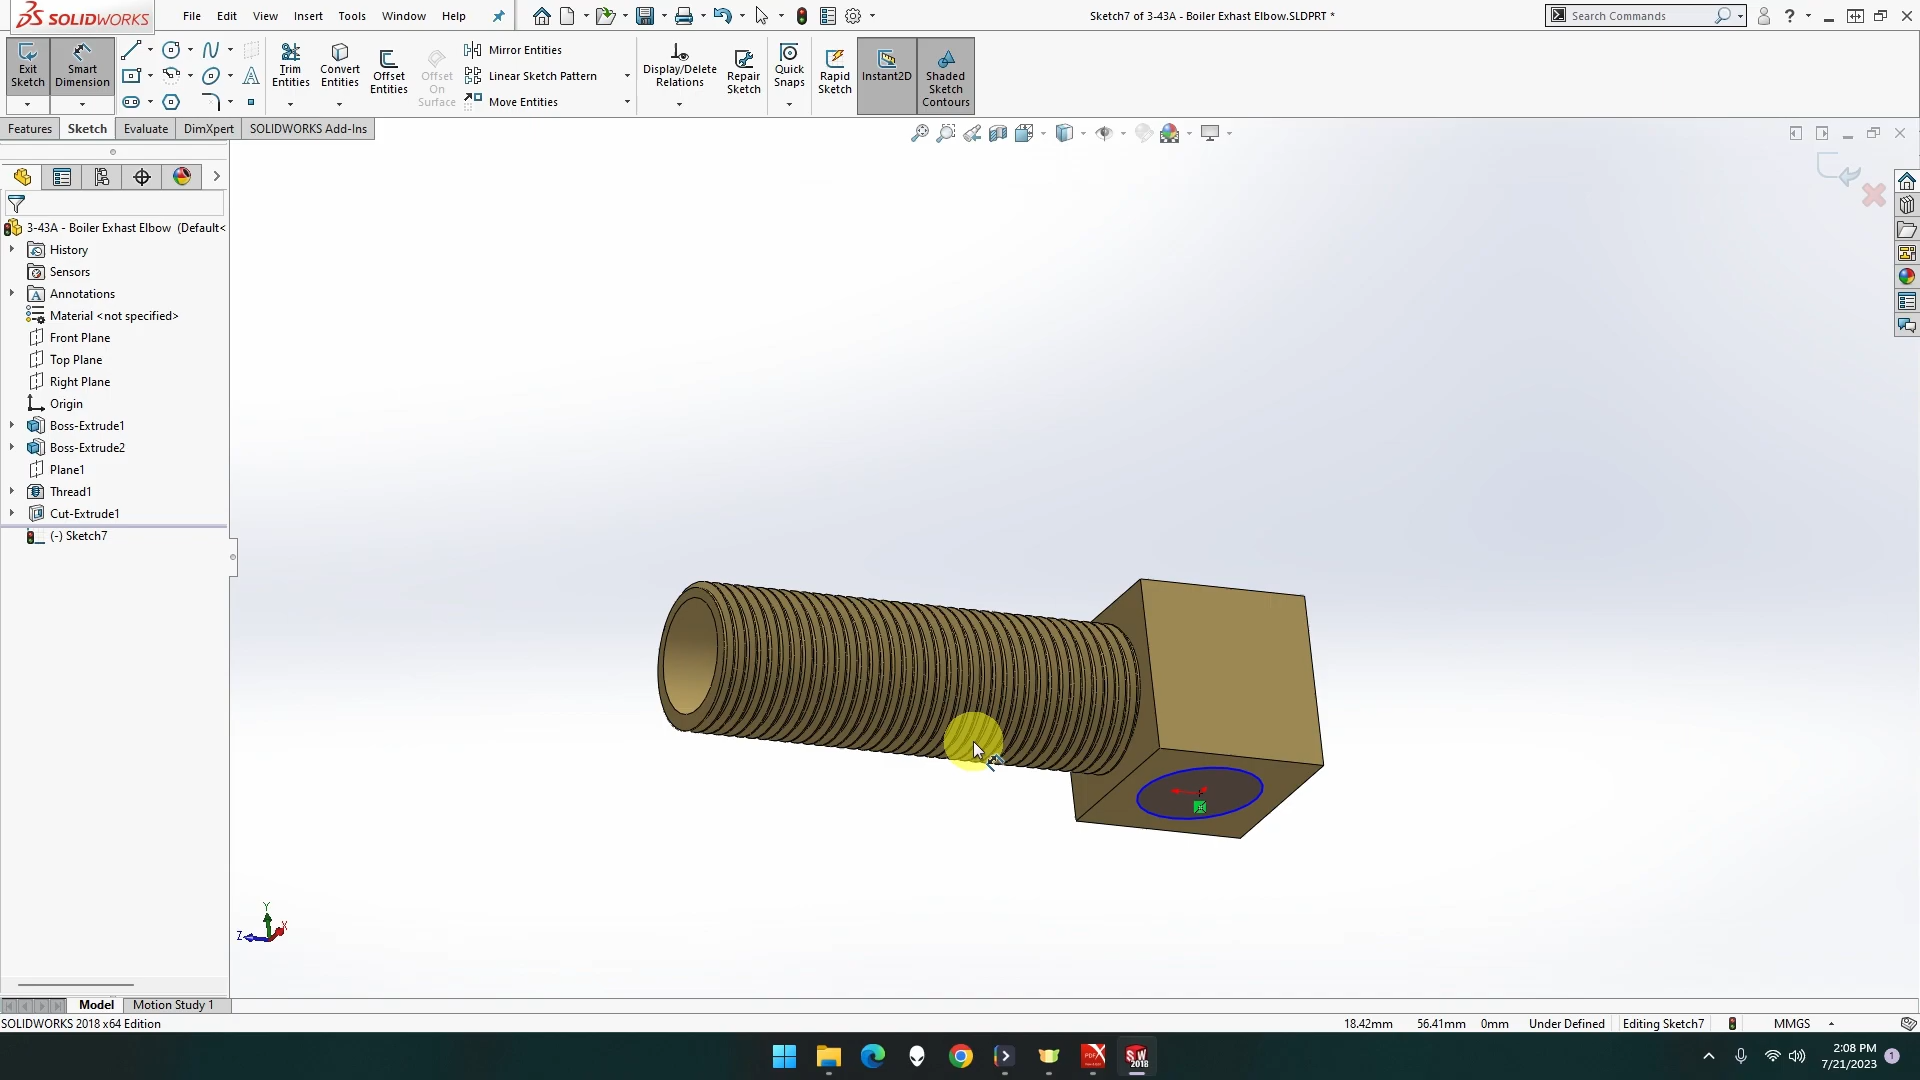 SOLIDWORKS File Edit View Insert Tools Window Help
Sketch7 of 3-43A - Boiler Exhast Elbow.SLDPRT *
Search Commands
Exit Sketch
Smart Dimension
Trim Entities
Convert Entities
Offset Entities
Offset On Surface
Mirror Entities
Linear Sketch Pattern
Move Entities
Display/Delete Relations
Repair Sketch
Quick Snaps
Rapid Sketch
Instant2D
Shaded Sketch Contours
Features Sketch Evaluate DimXpert SOLIDWORKS Add-Ins
3-43A - Boiler Exhast Elbow (Default<
History
Sensors
Annotations
Material <not specified>
Front Plane
Top Plane
Right Plane
Origin
Boss-Extrude1
Boss-Extrude2
Plane1
Thread1
Cut-Extrude1
(-) Sketch7
Y
X
Z
Model Motion Study 1
SOLIDWORKS 2018 x64 Edition
18.42mm 56.41mm 0mm Under Defined Editing Sketch7 MMGS
SW 2018
2:08 PM
7/21/2023
1